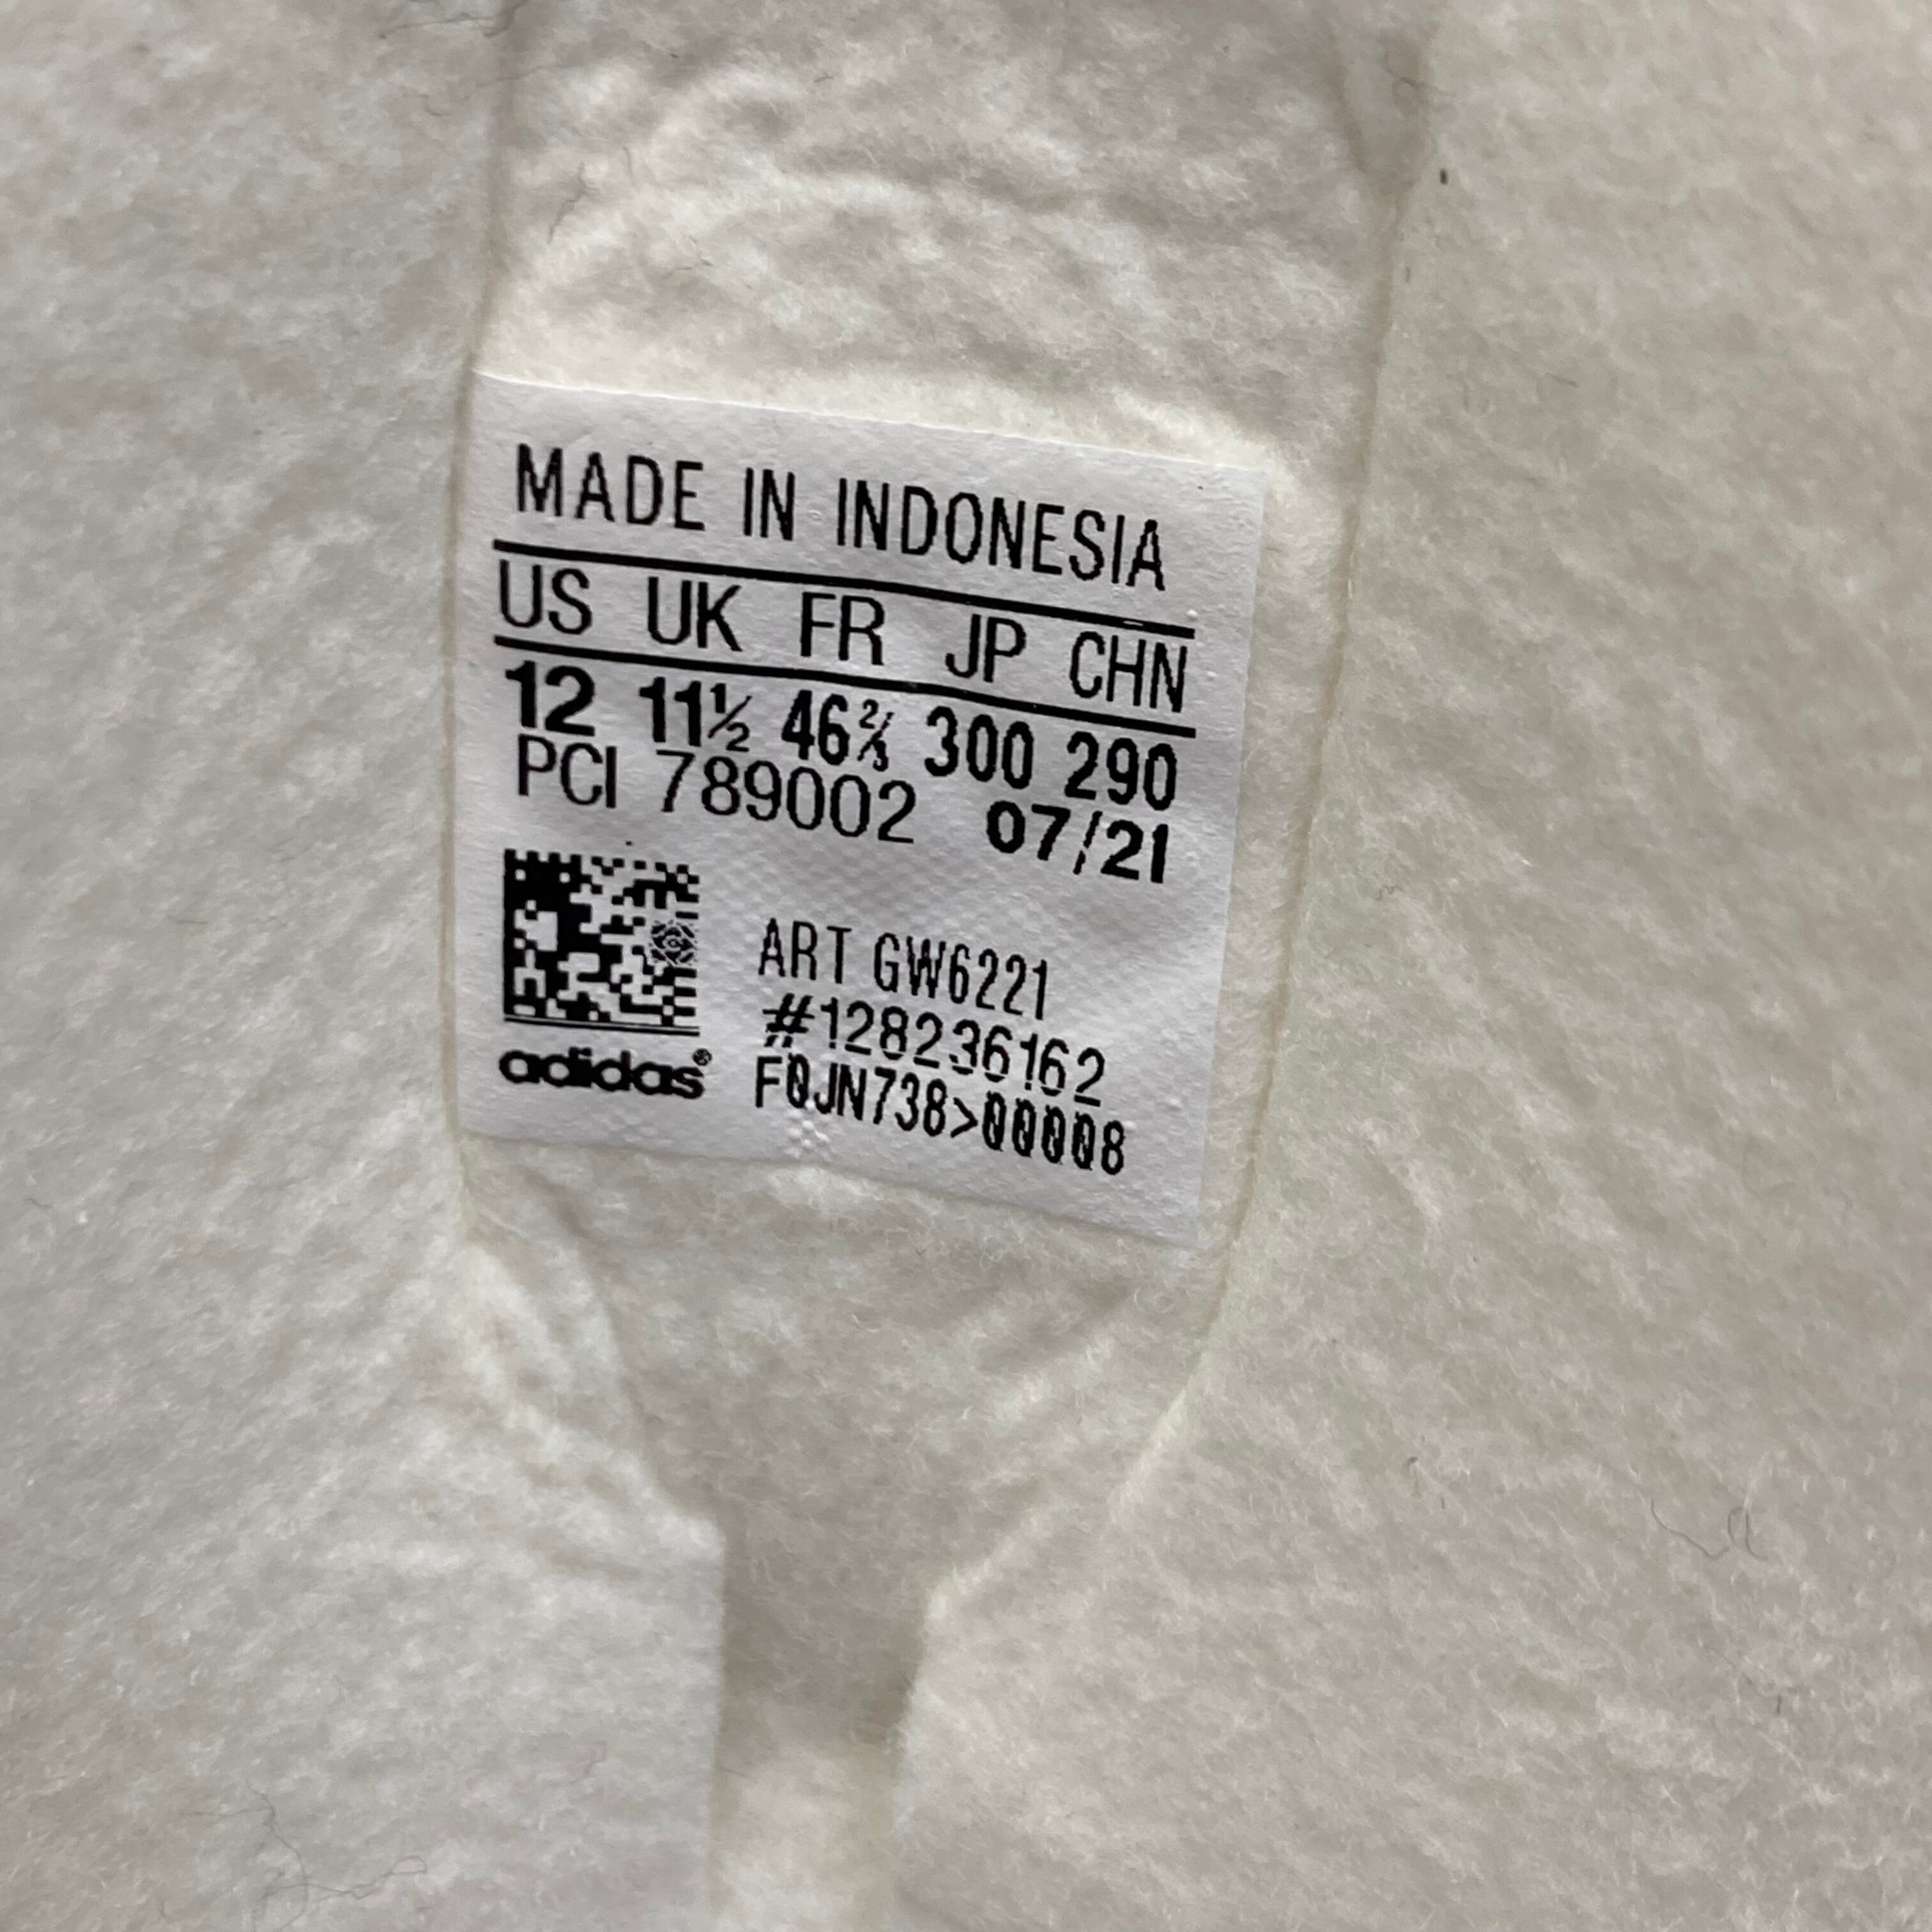 MADE IN INDONESIA
US UK FR JP CHN
12 11½ 46⅔ 300 290
PCI 789002 07/21
ART GW6221
#128236162
adidas® F0JN738>00008